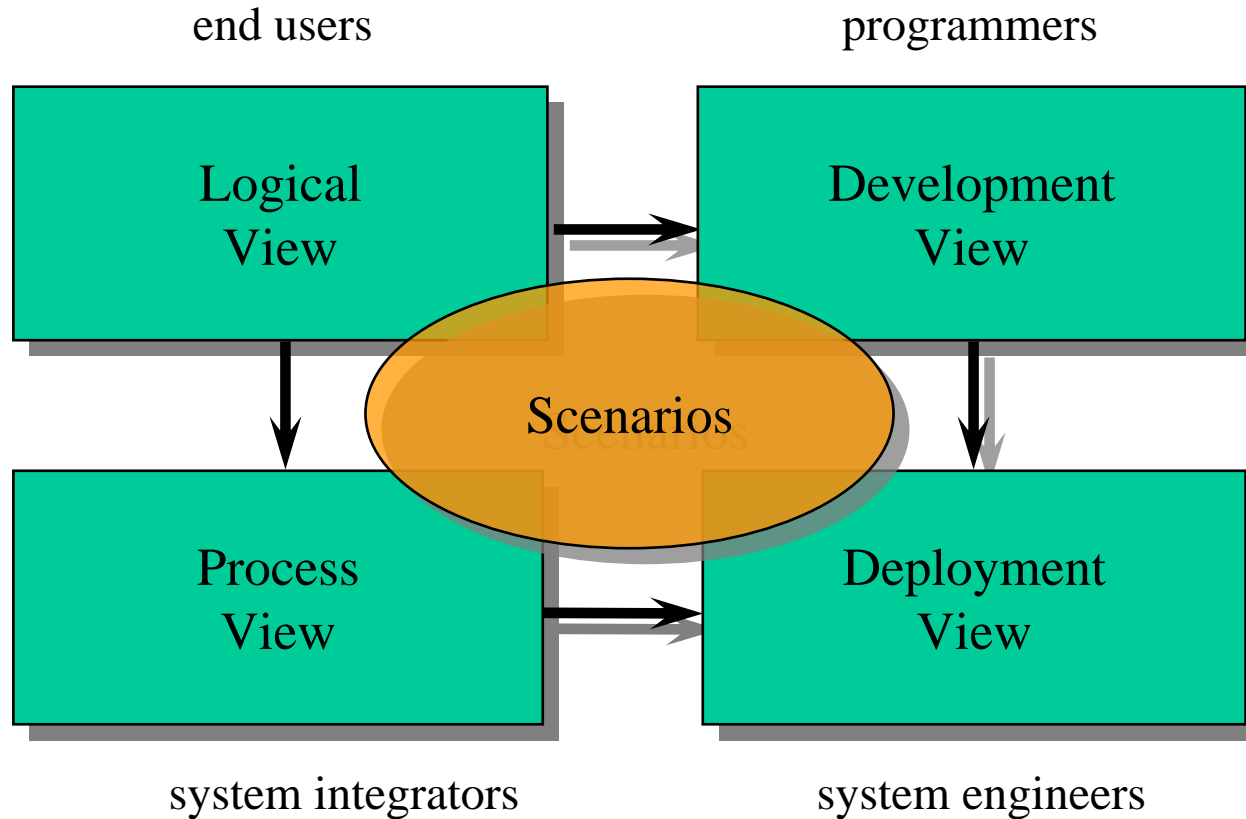 end users
programmers
Logical
View
Development
View
Scenarios
Process
View
Deployment
View
system integrators
system engineers